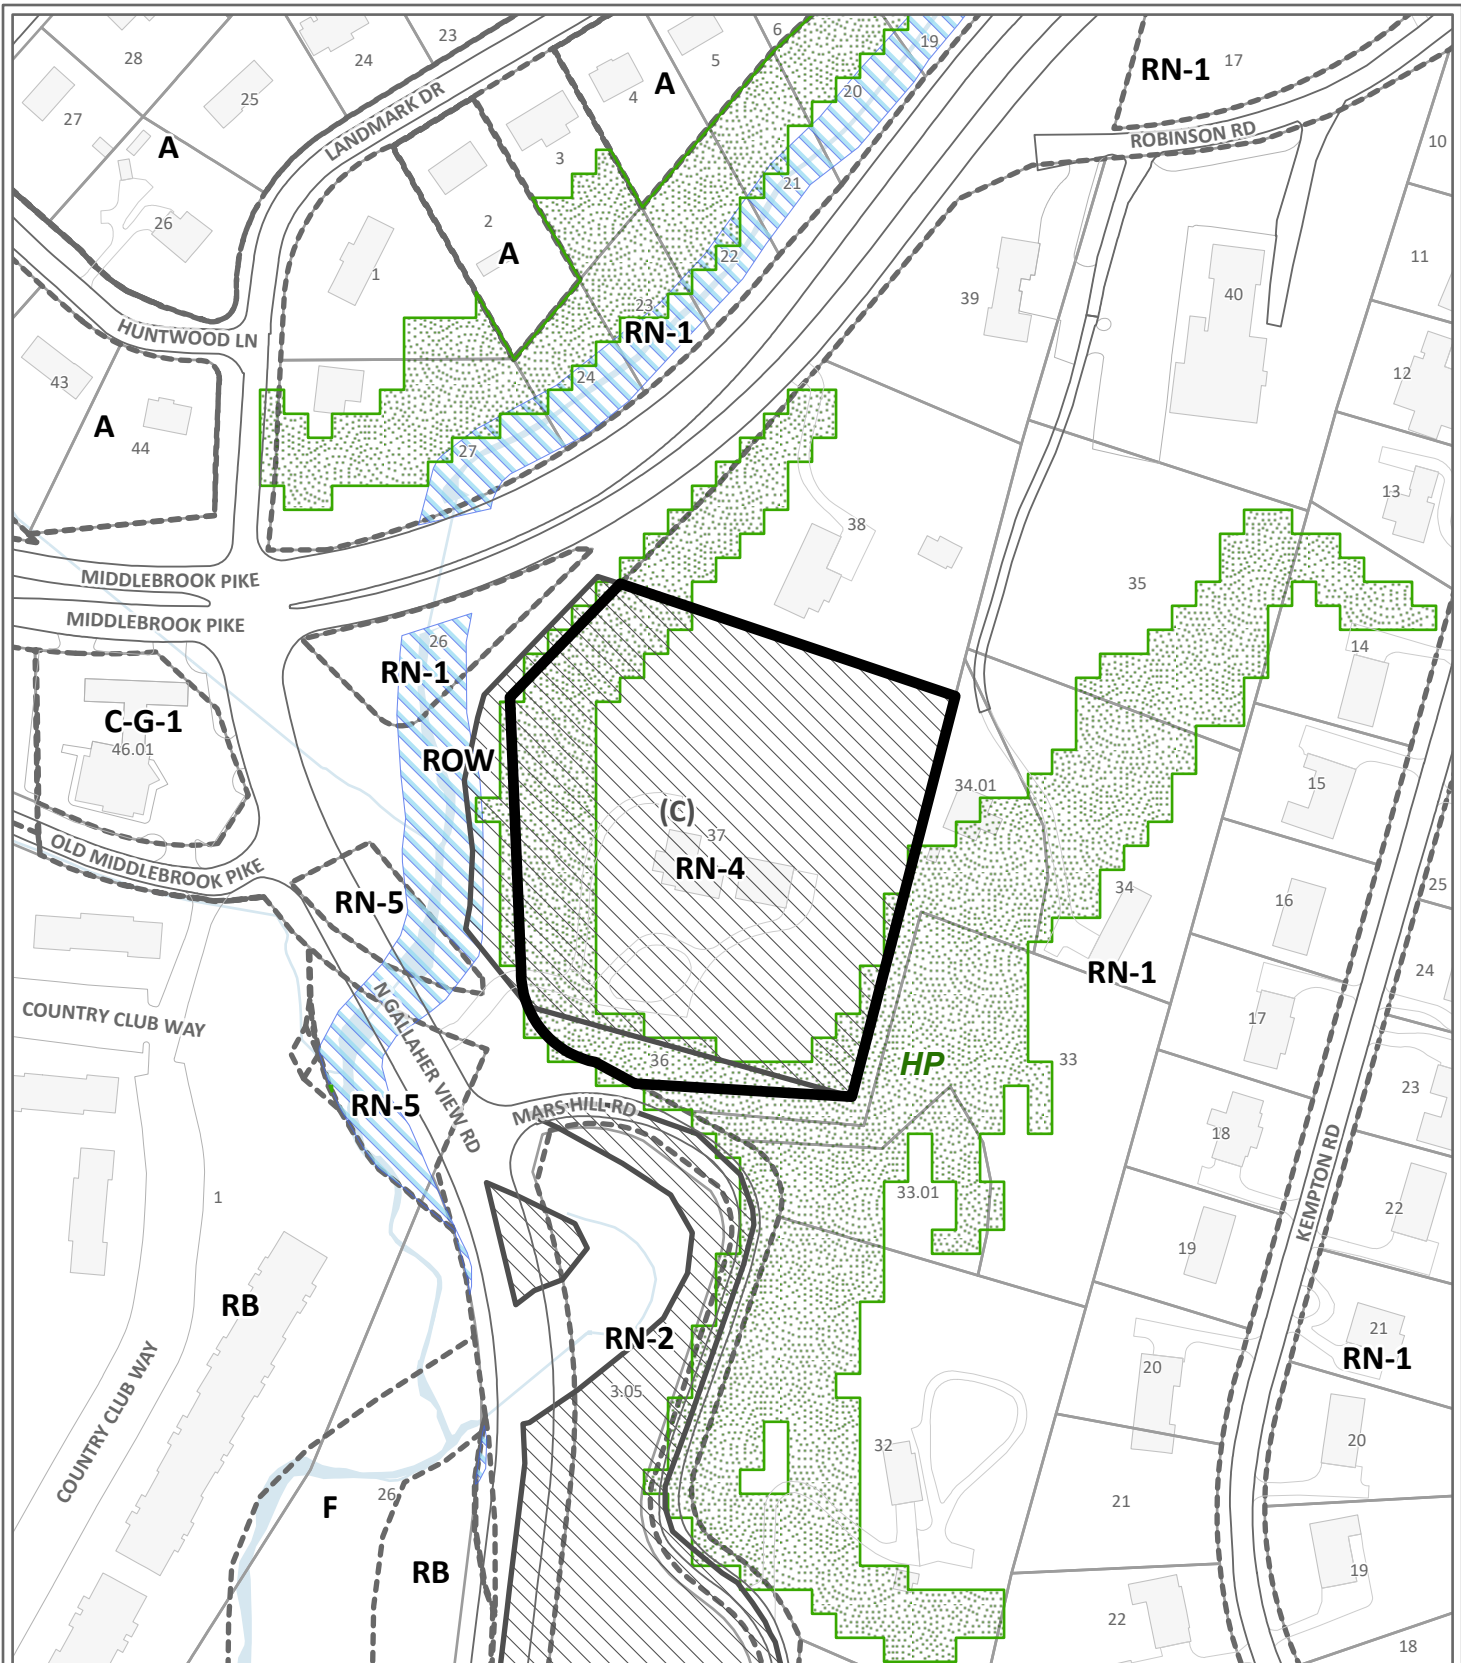 23
6
28
24
5
19
RN-1
17
A
4
27
25
20
LANDMARK DR
ROBINSON RD
10
A
3
21
26
2
A
22
11
1
39
40
23
RN-1
HUNTWOOD LN
43
24
12
A
44
27
13
38
MIDDLEBROOK PIKE
35
MIDDLEBROOK PIKE
26
RN-1
14
C-G-1
46.01
ROW
34.01
15
(C)
37
RN-4
OLD MIDDLEBROOK PIKE
RN-5
34
25
16
RN-1
24
COUNTRY CLUB WAY
N GALLAHER VIEW RD
17
36
HP
33
23
RN-5
MARS HILL RD
18
KEMPTON RD
1
33.01
22
19
RB
RN-2
21
RN-1
20
3.05
COUNTRY CLUB WAY
32
20
26
F
21
RB
19
22
18